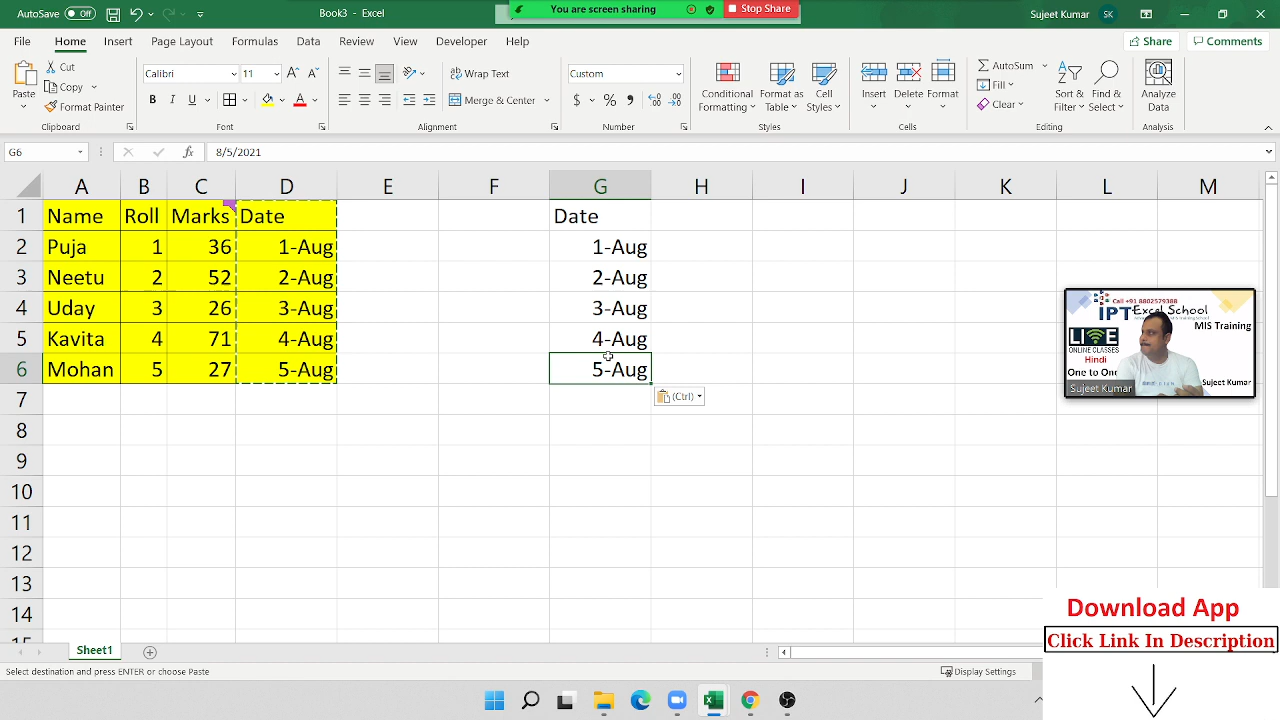 AutoSave Off Book3 - Excel You are screen sharing Stop Share Sujeet Kumar SK
File Home Insert Page Layout Formulas Data Review View Developer Help Share Comments
Paste Cut Copy Format Painter Clipboard
Calibri 11 B I U A Font
Wrap Text Merge & Center Alignment
Custom $ % Number
Conditional Formatting Format as Table Cell Styles Styles
Insert Delete Format Cells
AutoSum Fill Clear Sort & Filter Find & Select Editing
Analyze Data Analysis
G6 fx 8/5/2021
A B C D E F G H I J K L M
1 Name Roll Marks Date Date
2 Puja 1 36 1-Aug 1-Aug
3 Neetu 2 52 2-Aug 2-Aug
4 Uday 3 26 3-Aug 3-Aug
5 Kavita 4 71 4-Aug 4-Aug
6 Mohan 5 27 5-Aug 5-Aug
(Ctrl)
7
8
9
10
11
12
13
14
15
Call +91 8802579388
IPT Excel School
MIS Training
LIVE
ONLINE CLASSES
Hindi
One to One
Sujeet Kumar
Sujeet Kumar
Download App
Click Link In Description
Sheet1
Select destination and press ENTER or choose Paste Display Settings